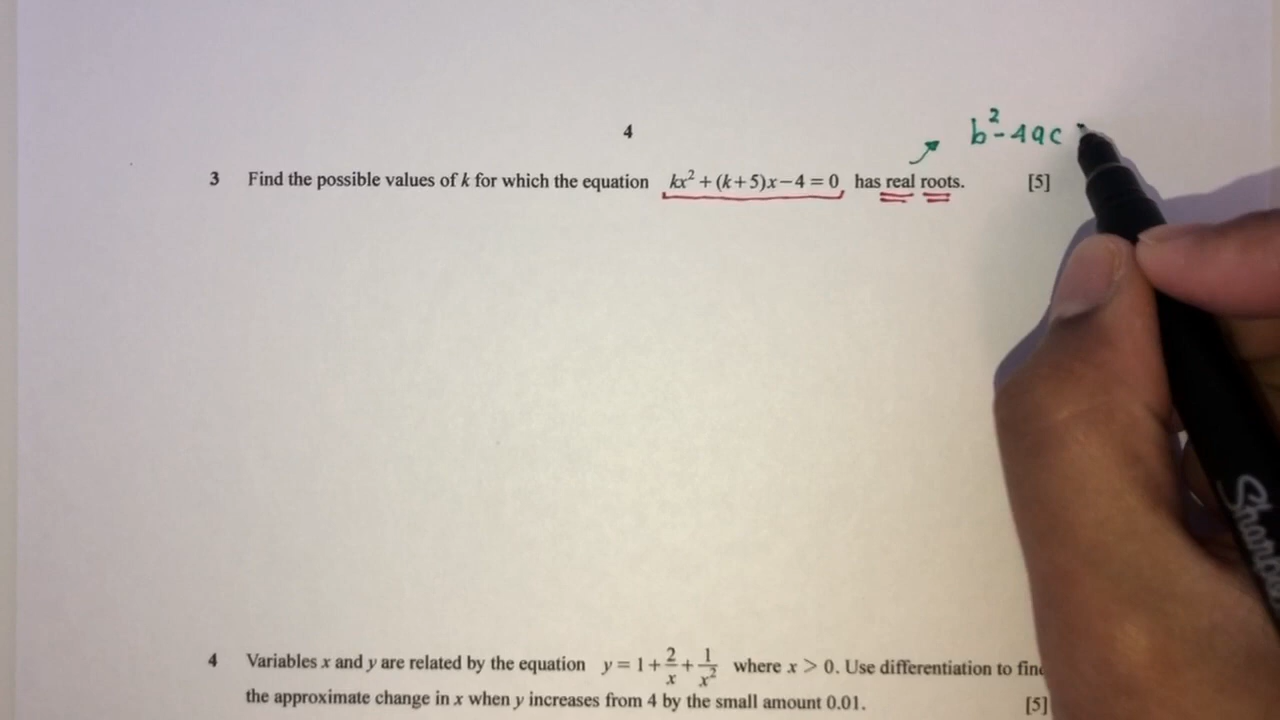 b² - 4ac
4
3 Find the possible values of k for which the equation kx² + (k+5)x − 4 = 0 has real roots. [5]
4 Variables x and y are related by the equation y = 1 + 2/x + 1/x² where x > 0. Use differentiation to find
the approximate change in x when y increases from 4 by the small amount 0.01. [5]